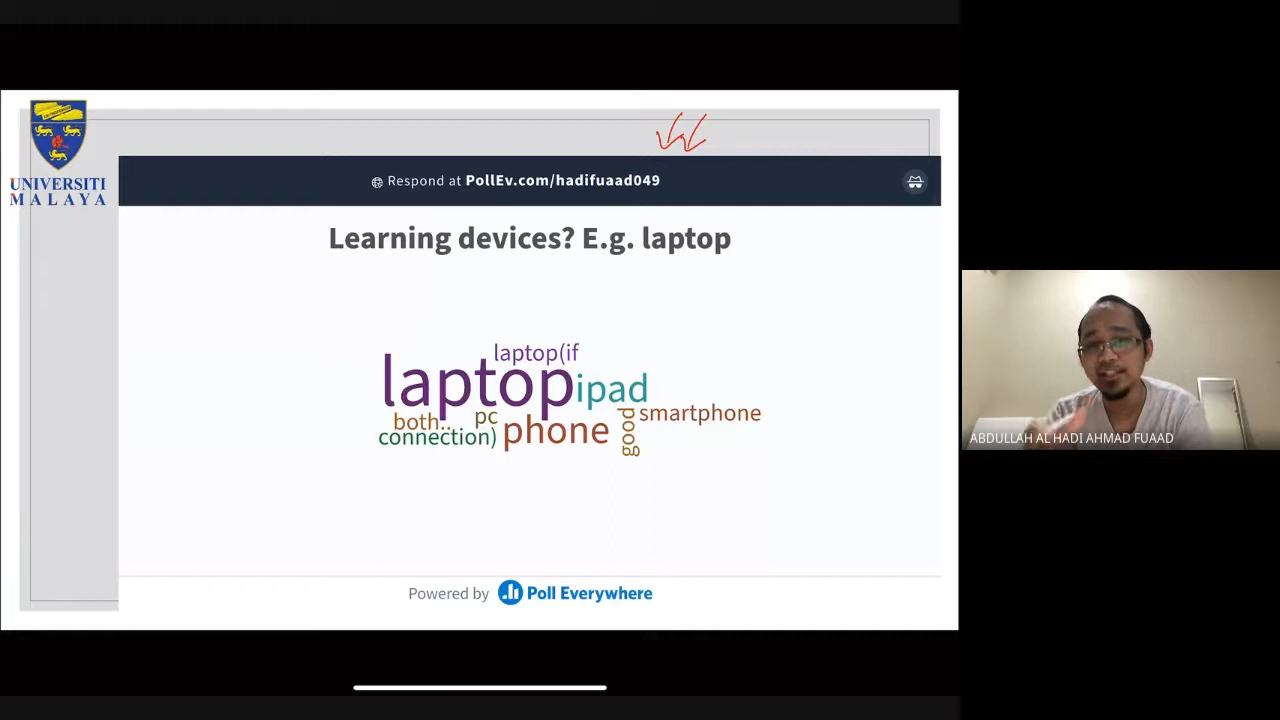 UNIVERSITI
MALAYA
Respond at PollEv.com/hadifuaad049
Learning devices? E.g. laptop
laptop(if
laptop
ipad
both..
pc
phone
good
smartphone
connection)
ABDULLAH AL HADI AHMAD FUAAD
Powered by Poll Everywhere